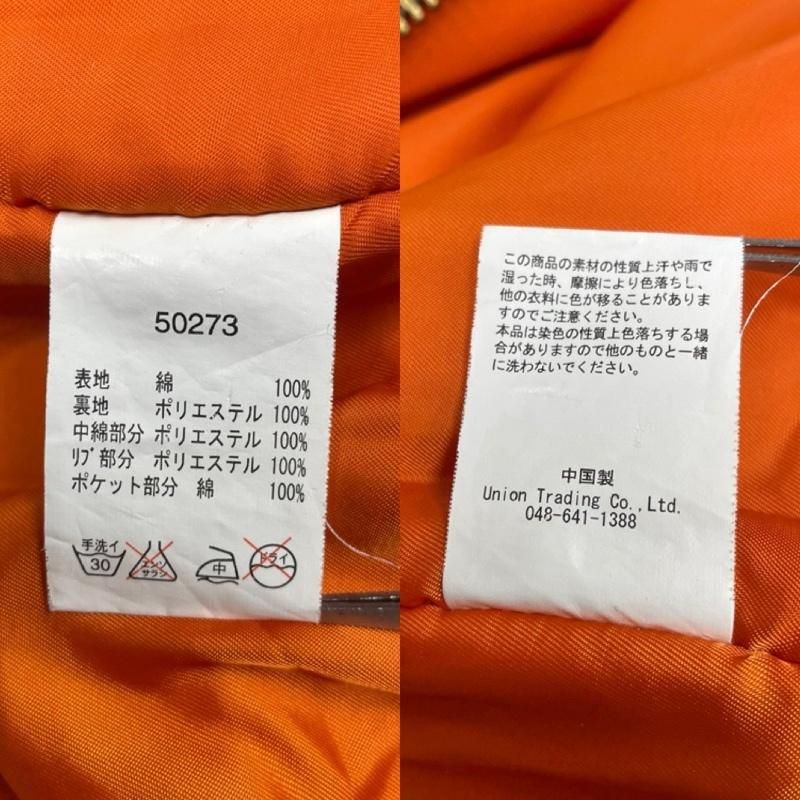 50273
表地 綿 100%
裏地 ポリエステル 100%
中綿部分 ポリエステル 100%
ﾘﾌﾞ部分 ポリエステル 100%
ポケット部分 綿 100%
手洗イ
30
エンソ
サラシ
中
ドライ
この商品の素材の性質上汗や雨で
湿った時、摩擦により色落ちし、
他の衣料に色が移ることがありま
すのでご注意ください。
本品は染色の性質上色落ちする場
合がありますので他のものと一緒
に洗わないでください。
中国製
Union Trading Co.,Ltd.
048-641-1388